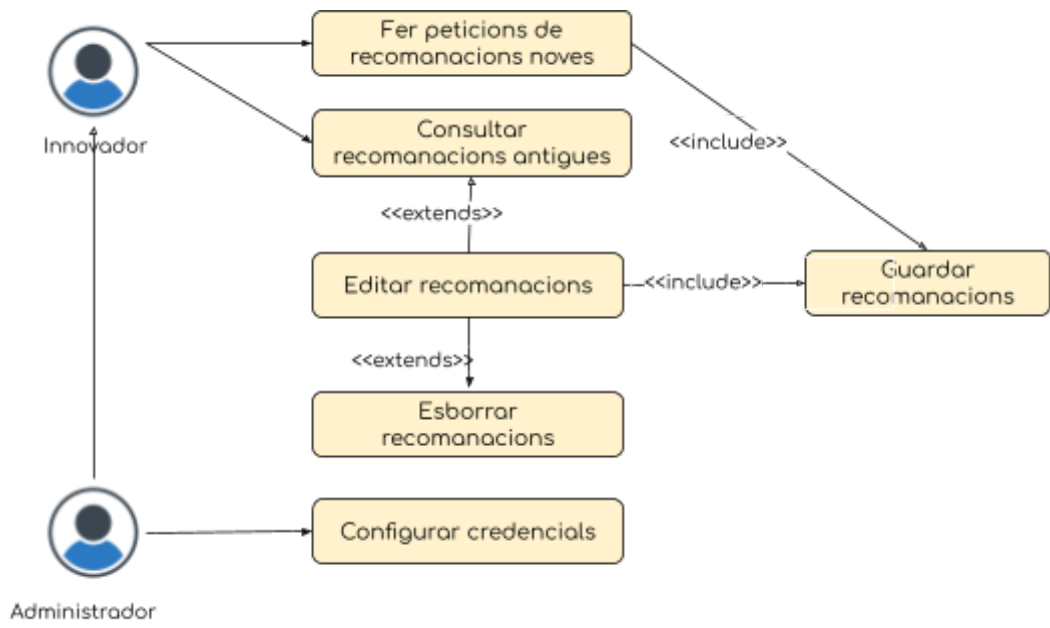 Fer peticions de
recomanacions noves
Innovador
Consultar
recomanacions antigues
<<include>>
<<extends>>
Editar recomanacions
<<include>>
Guardar
recomanacions
<<extends>>
Esborrar
recomanacions
Configurar credencials
Administrador